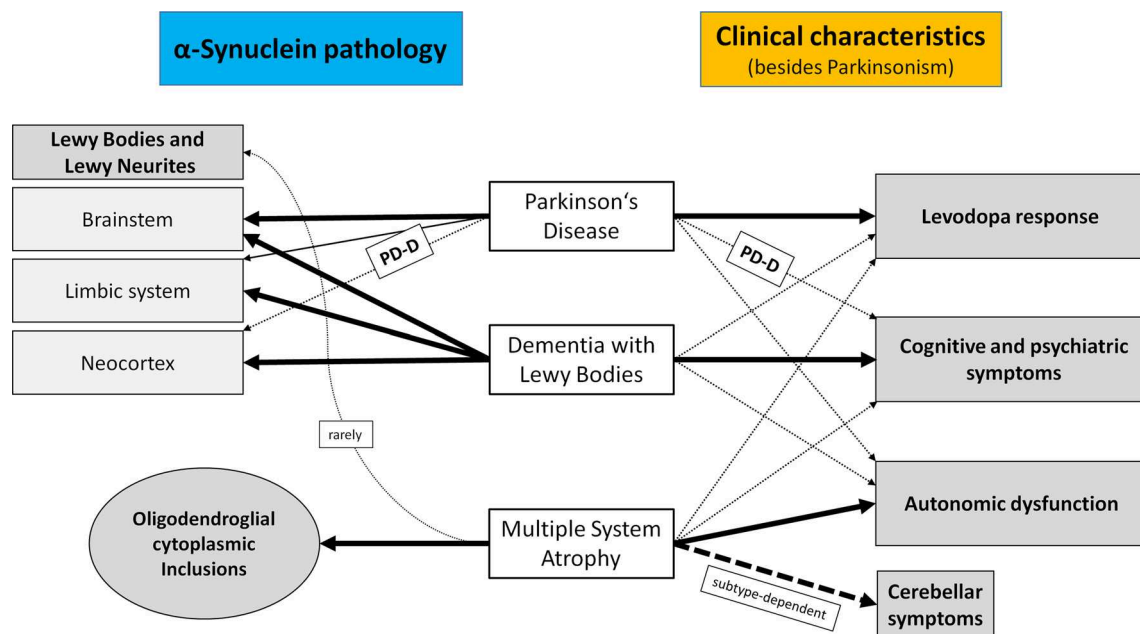 α-Synuclein pathology
Clinical characteristics
(besides Parkinsonism)
Lewy Bodies and
Lewy Neurites
Brainstem
Limbic system
Neocortex
Oligodendroglial
cytoplasmic
Inclusions
PD-D
rarely
Parkinson‘s
Disease
Dementia with
Lewy Bodies
Multiple System
Atrophy
PD-D
subtype-dependent
Levodopa response
Cognitive and psychiatric
symptoms
Autonomic dysfunction
Cerebellar
symptoms